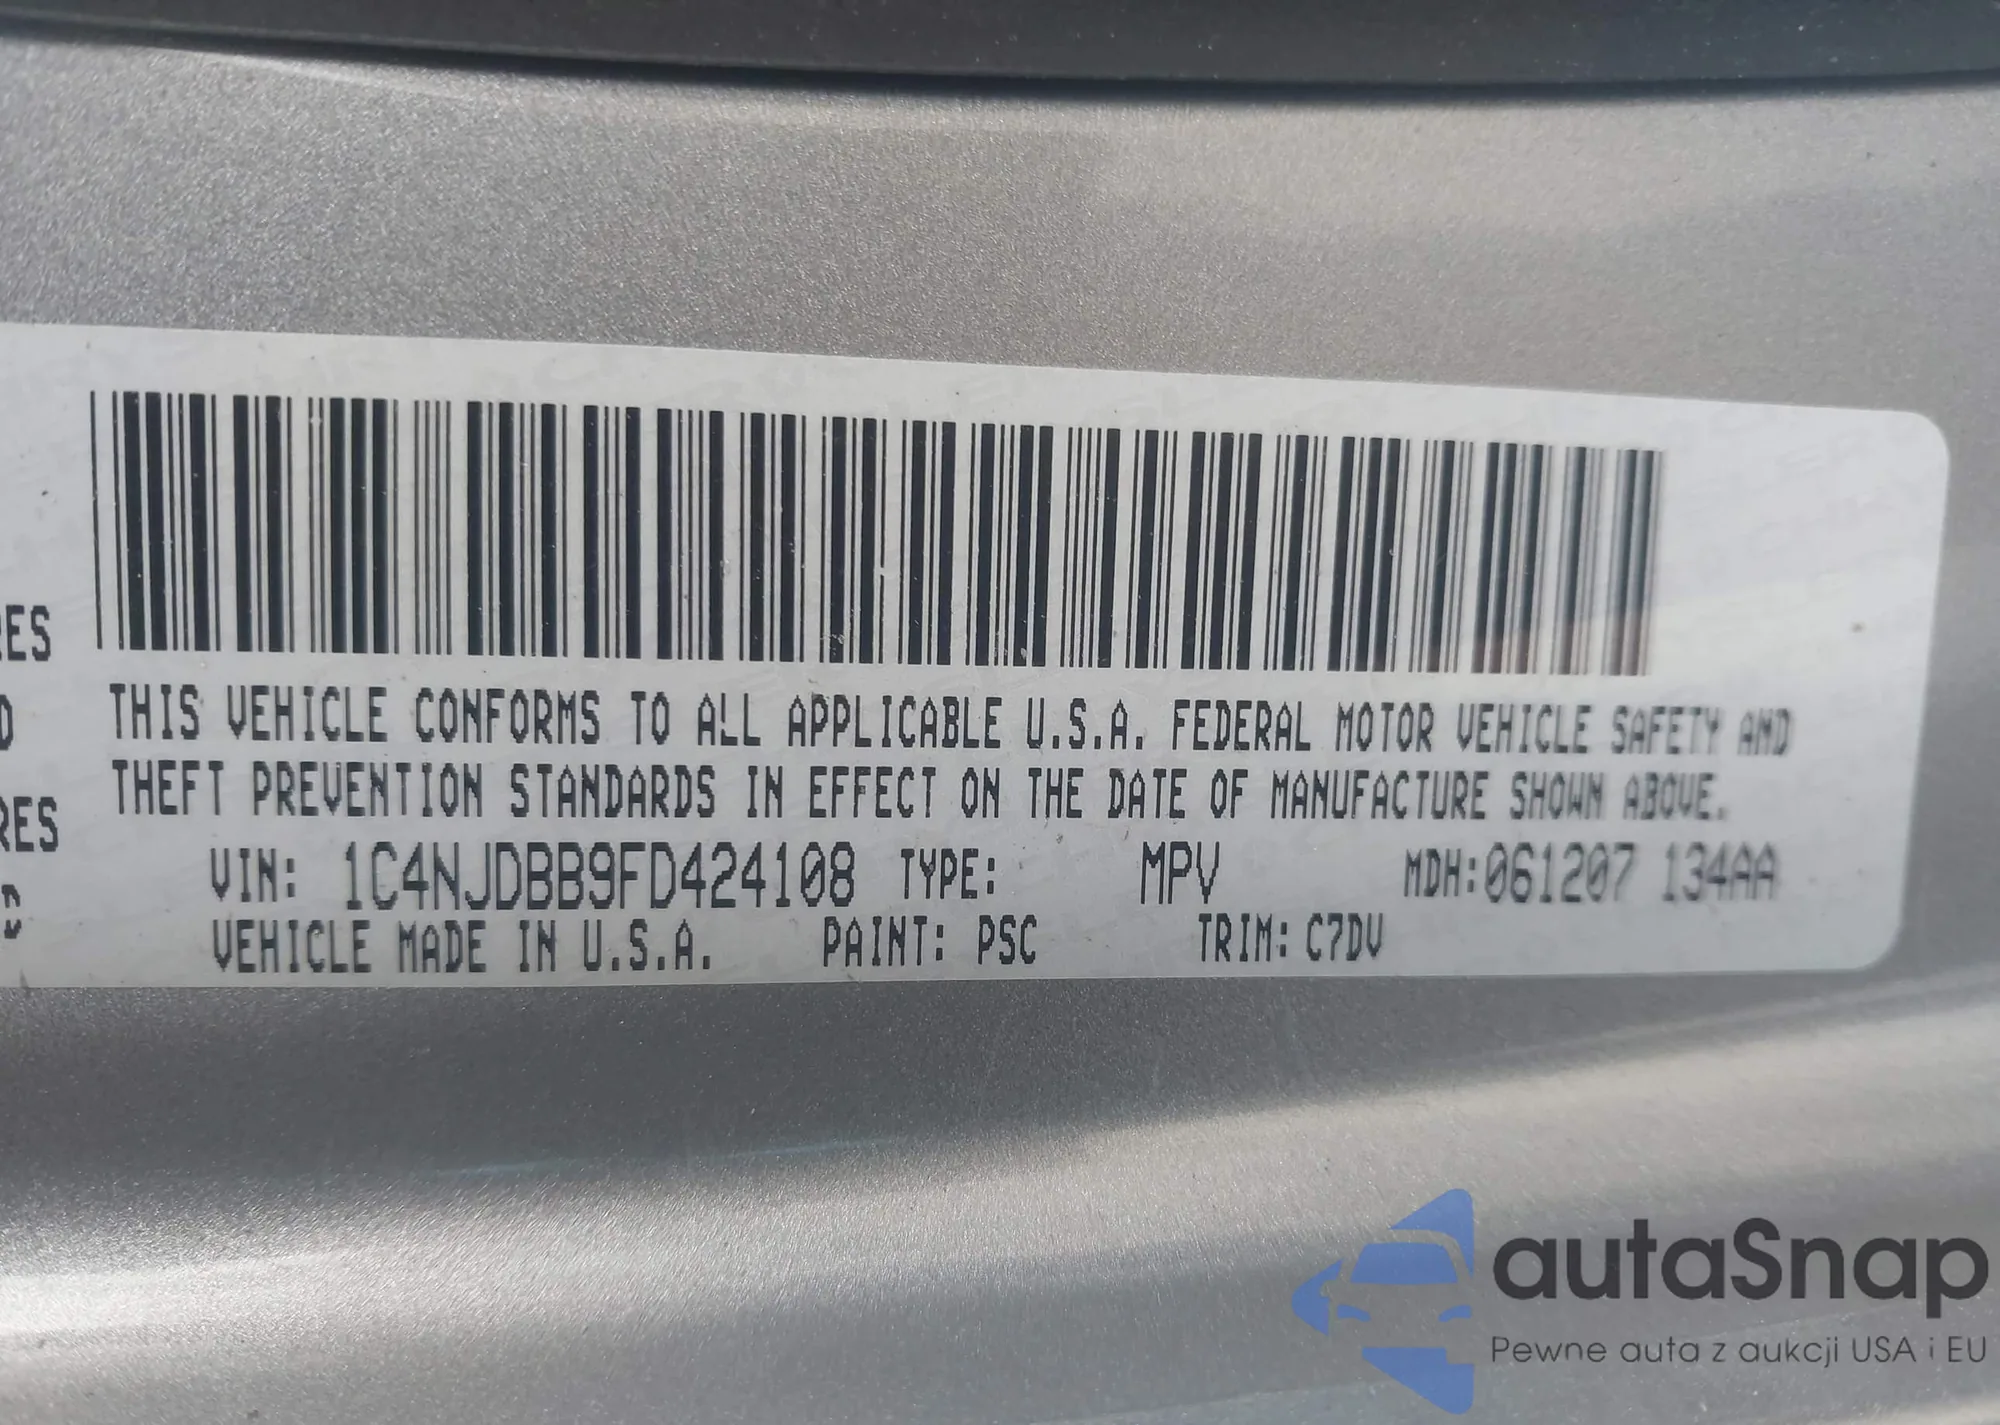 RES
D
RES
THIS VEHICLE CONFORMS TO ALL APPLICABLE U.S.A. FEDERAL MOTOR VEHICLE SAFETY AND
THEFT PREVENTION STANDARDS IN EFFECT ON THE DATE OF MANUFACTURE SHOWN ABOVE.
VIN: 1C4NJDBB9FD424108 TYPE: MPV MDH:061207 134AA
VEHICLE MADE IN U.S.A. PAINT: PSC TRIM: C7DV
autaSnap
Pewne auta z aukcji USA i EU